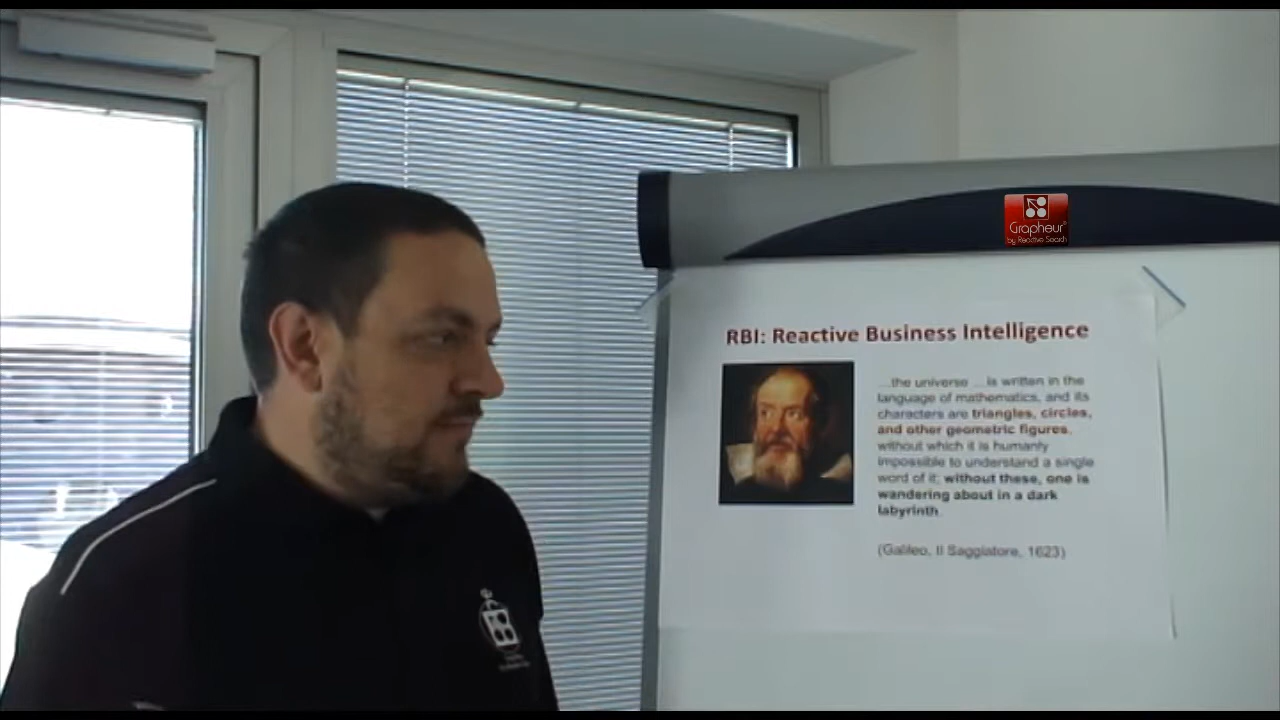 Grapheur
by Reactive Search
RBI: Reactive Business Intelligence
...the universe ...is written in the
language of mathematics, and its
characters are triangles, circles,
and other geometric figures,
without which it is humanly
impossible to understand a single
word of it; without these, one is
wandering about in a dark
labyrinth.
(Galileo, Il Saggiatore, 1623)